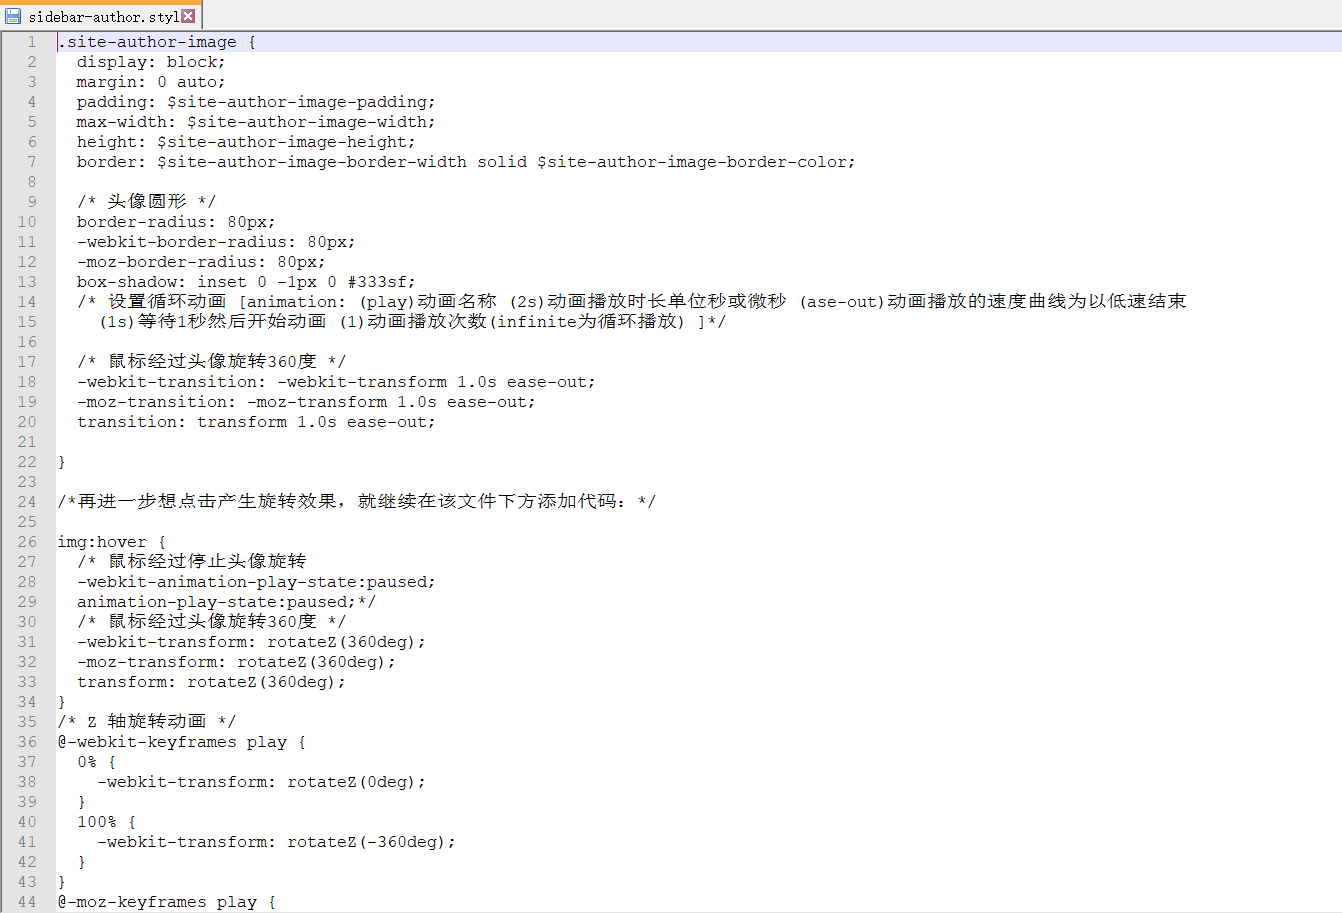 sidebar-author.styl
1 .site-author-image {
2   display: block;
3   margin: 0 auto;
4   padding: $site-author-image-padding;
5   max-width: $site-author-image-width;
6   height: $site-author-image-height;
7   border: $site-author-image-border-width solid $site-author-image-border-color;
8
9   /* 头像圆形 */
10   border-radius: 80px;
11   -webkit-border-radius: 80px;
12   -moz-border-radius: 80px;
13   box-shadow: inset 0 -1px 0 #333sf;
14   /* 设置循环动画 [animation: (play)动画名称 (2s)动画播放时长单位秒或微秒 (ase-out)动画播放的速度曲线为以低速结束
15     (1s)等待1秒然后开始动画 (1)动画播放次数(infinite为循环播放) ]*/
16
17   /* 鼠标经过头像旋转360度 */
18   -webkit-transition: -webkit-transform 1.0s ease-out;
19   -moz-transition: -moz-transform 1.0s ease-out;
20   transition: transform 1.0s ease-out;
21
22 }
23
24 /*再进一步想点击产生旋转效果，就继续在该文件下方添加代码：*/
25
26 img:hover {
27   /* 鼠标经过停止头像旋转
28   -webkit-animation-play-state:paused;
29   animation-play-state:paused;*/
30   /* 鼠标经过头像旋转360度 */
31   -webkit-transform: rotateZ(360deg);
32   -moz-transform: rotateZ(360deg);
33   transform: rotateZ(360deg);
34 }
35 /* Z 轴旋转动画 */
36 @-webkit-keyframes play {
37   0% {
38     -webkit-transform: rotateZ(0deg);
39   }
40   100% {
41     -webkit-transform: rotateZ(-360deg);
42   }
43 }
44 @-moz-keyframes play {